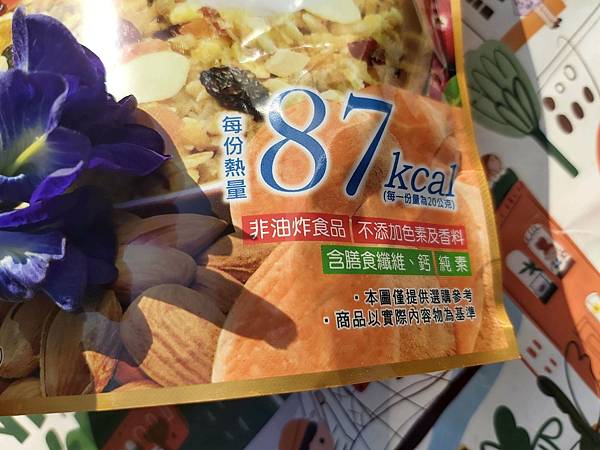 每份熱量
87kcal
(每一份量為20公克)
非油炸食品 不添加色素及香料
含膳食纖維、鈣 純素
・本圖僅提供選購參考
・商品以實際內容物為基準